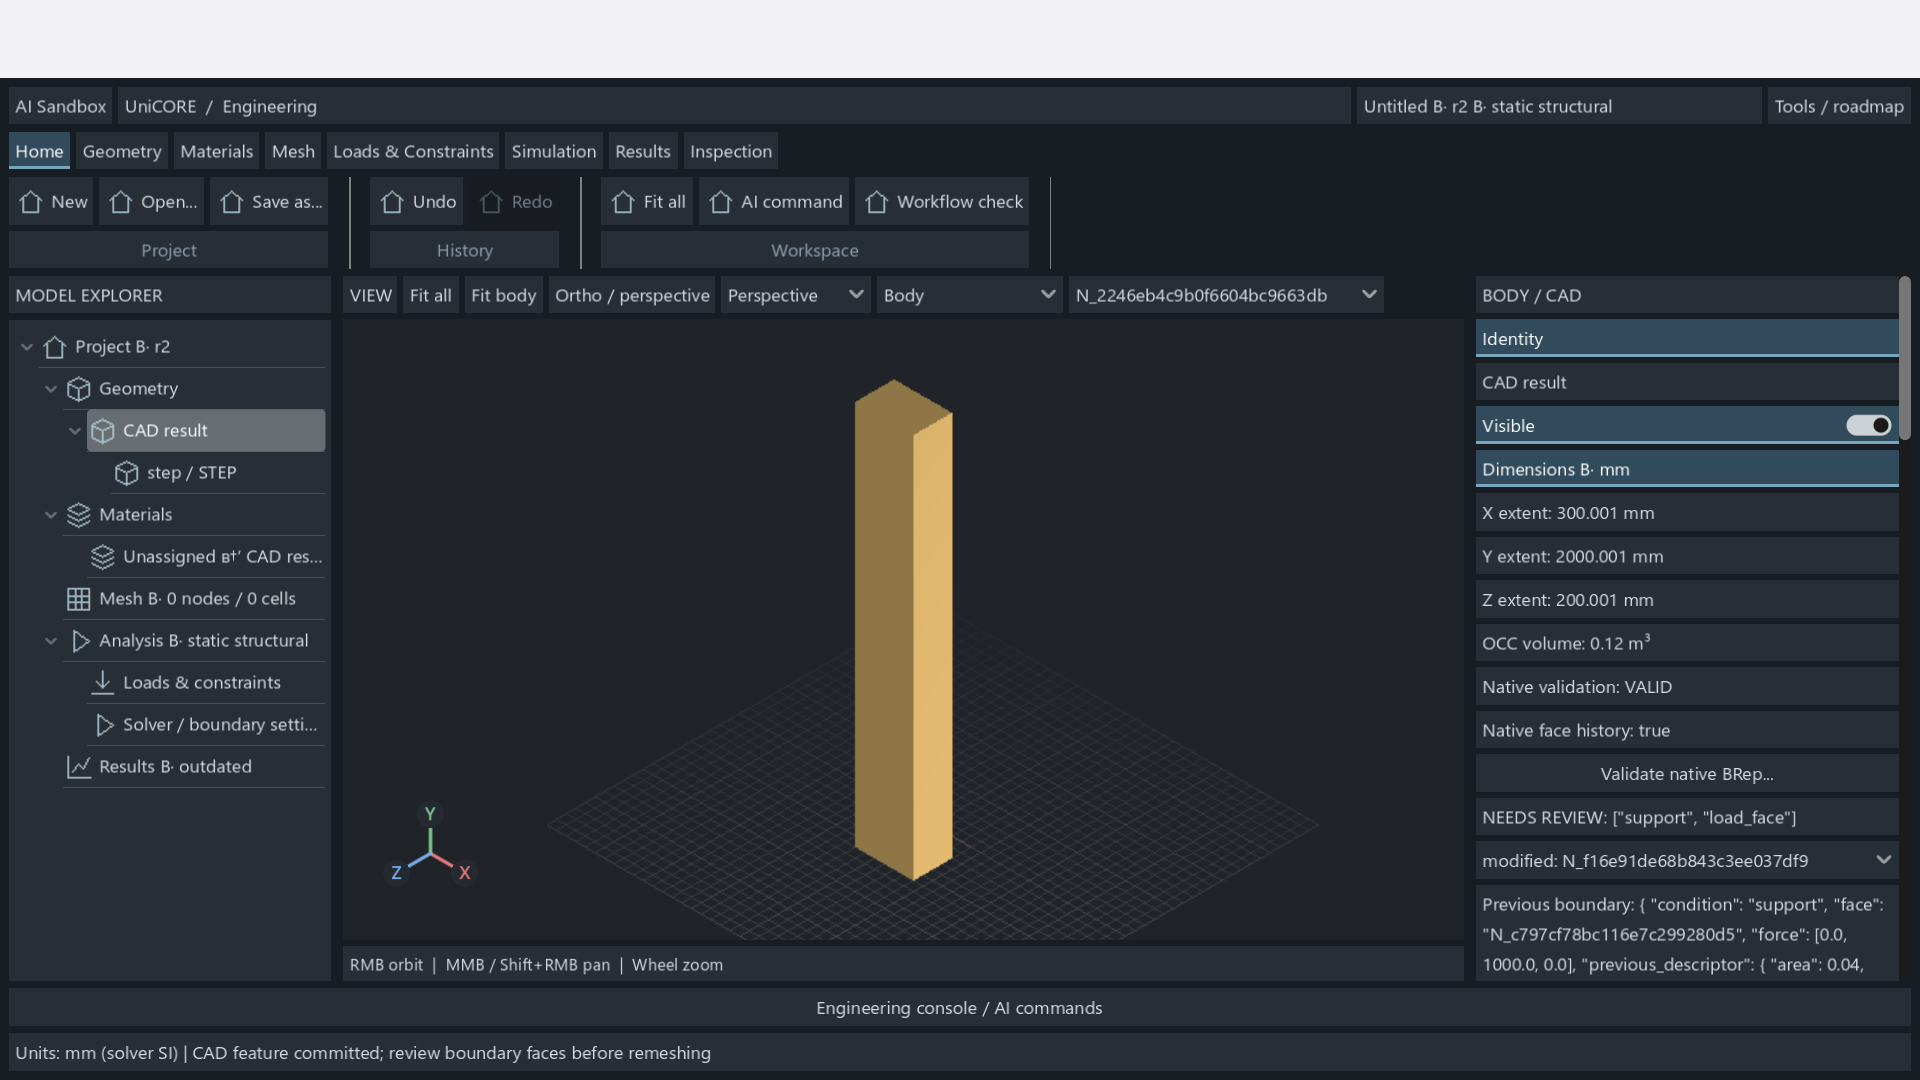 AI Sandbox
UniCORE / Engineering
Untitled В· r2 В· static structural
Tools / roadmap
Home
Geometry
Materials
Mesh
Loads & Constraints
Simulation
Results
Inspection
New
Open...
Save as...
Undo
Redo
Fit all
AI command
Workflow check
Project
History
Workspace
MODEL EXPLORER
Project В· r2
Geometry
CAD result
step / STEP
Materials
Unassigned в†’ CAD res...
Mesh В· 0 nodes / 0 cells
Analysis В· static structural
Loads & constraints
Solver / boundary setti...
Results В· outdated
VIEW
Fit all
Fit body
Ortho / perspective
Perspective
Body
N_2246eb4c9b0f6604bc9663db
Y
Z
X
RMB orbit | MMB / Shift+RMB pan | Wheel zoom
BODY / CAD
Identity
CAD result
Visible
Dimensions В· mm
X extent: 300.001 mm
Y extent: 2000.001 mm
Z extent: 200.001 mm
OCC volume: 0.12 m³
Native validation: VALID
Native face history: true
Validate native BRep...
NEEDS REVIEW: ["support", "load_face"]
modified: N_f16e91de68b843c3ee037df9
Previous boundary: { "condition": "support", "face":
"N_c797cf78bc116e7c299280d5", "force": [0.0,
1000.0, 0.0], "previous_descriptor": { "area": 0.04,
Engineering console / AI commands
Units: mm (solver SI) | CAD feature committed; review boundary faces before remeshing